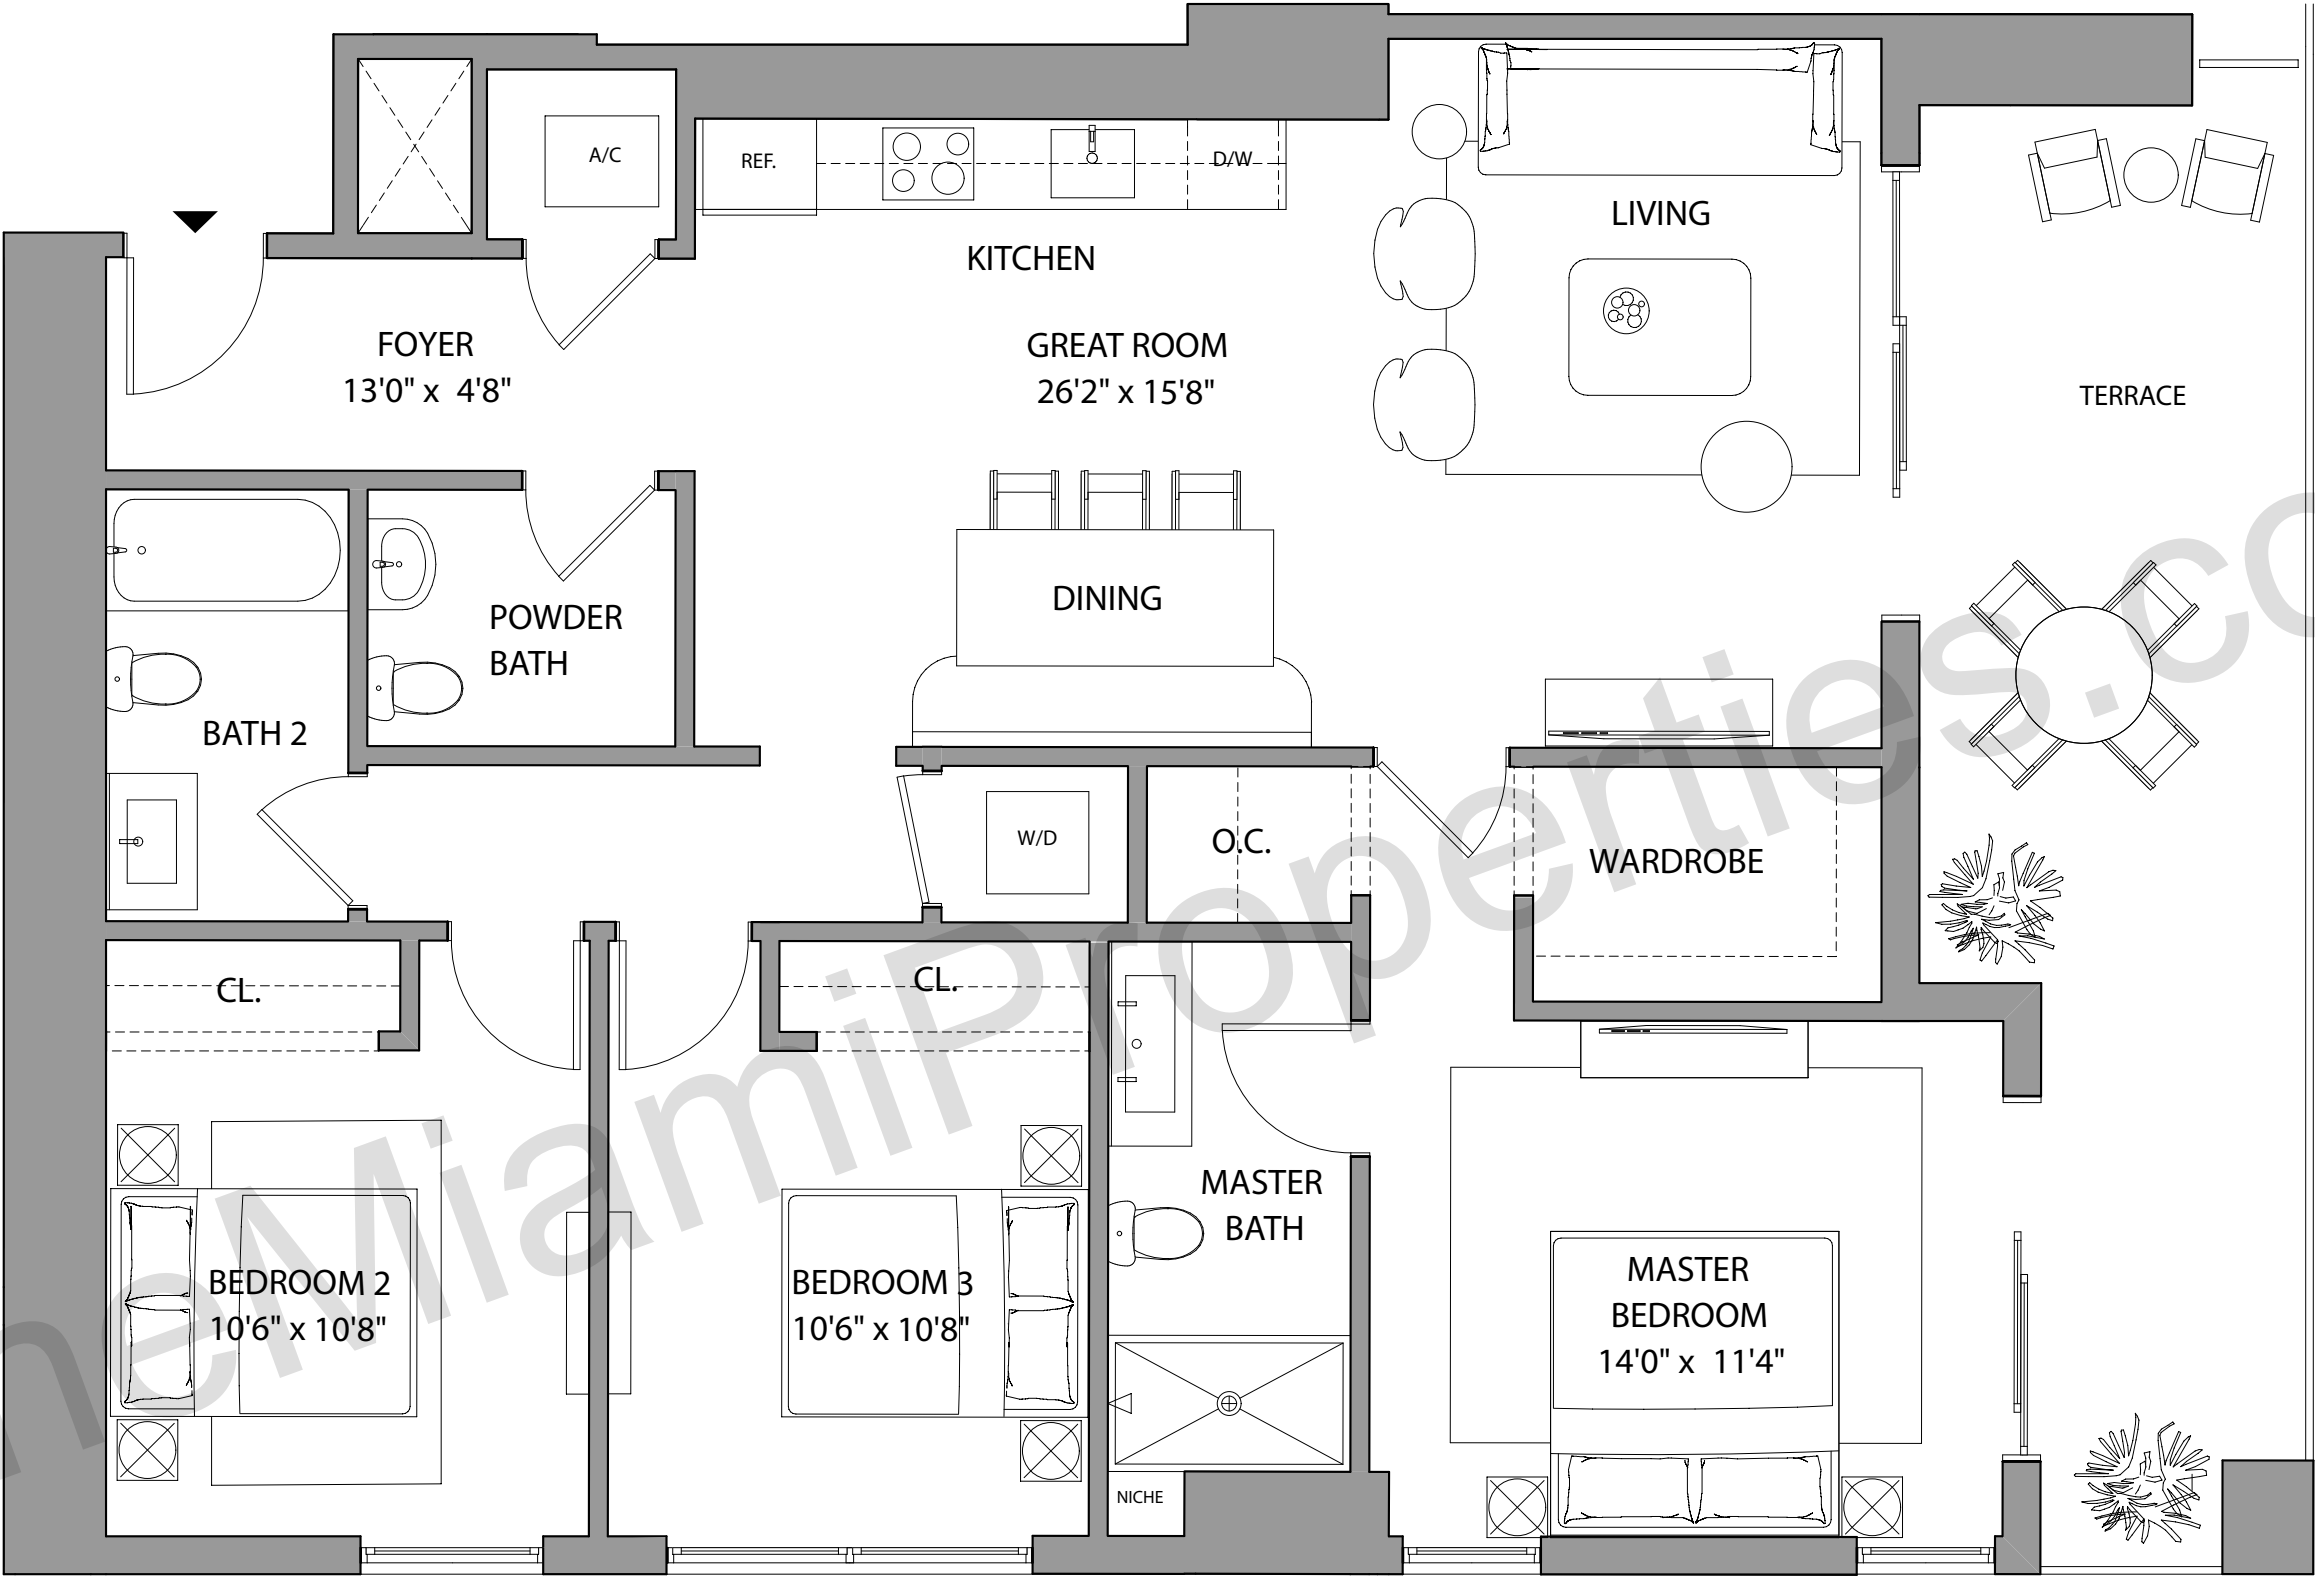 A/C
REF.
D/W
LIVING
KITCHEN
FOYER
13'0" x 4'8"
GREAT ROOM
26'2" x 15'8"
TERRACE
DINING
POWDER
BATH
BATH 2
W/D
O.C.
WARDROBE
CL.
CL.
MASTER
BATH
BEDROOM 2
10'6" x 10'8"
BEDROOM 3
10'6" x 10'8"
MASTER
BEDROOM
14'0" x 11'4"
NICHE
heMiamiProperties.co